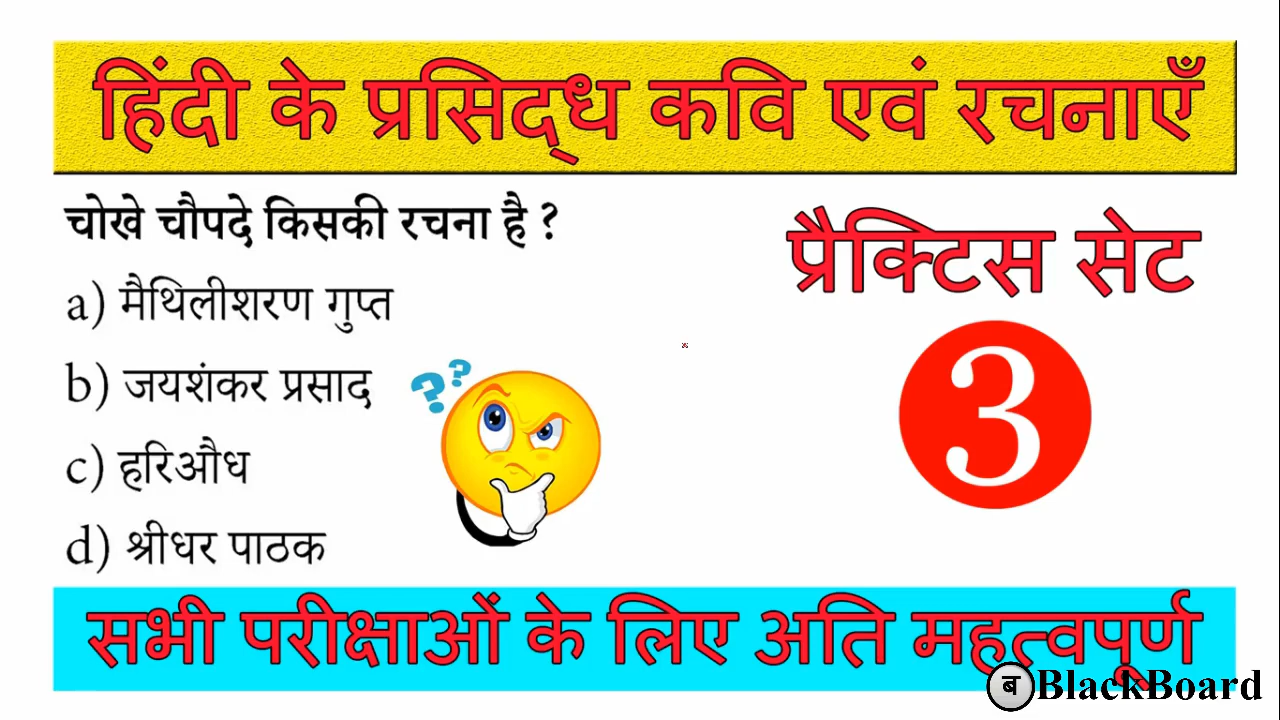 हिंदी के प्रसिद्ध कवि एवं रचनाएँ
चोखे चौपदे किसकी रचना है ?
a) मैथिलीशरण गुप्त
b) जयशंकर प्रसाद
c) हरिऔध
d) श्रीधर पाठक
प्रैक्टिस सेट
3
? ?
सभी परीक्षाओं के लिए अति महत्वपूर्ण
ब BlackBoard